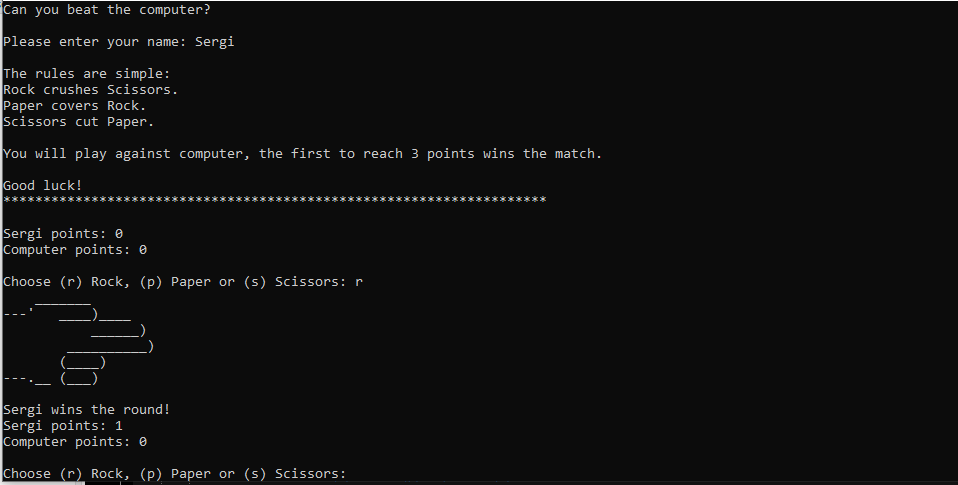 Can you beat the computer?
Please enter your name: Sergi
The rules are simple:
Rock crushes Scissors.
Paper covers Rock.
Scissors cut Paper.
You will play against computer, the first to reach 3 points wins the match.
Good luck!
********************************************************************
Sergi points: 0
Computer points: 0
Choose (r) Rock, (p) Paper or (s) Scissors: r
    _______
---'   ____)____
           ______)
        __________)
       (____)
---.__ (___)
Sergi wins the round!
Sergi points: 1
Computer points: 0
Choose (r) Rock, (p) Paper or (s) Scissors: